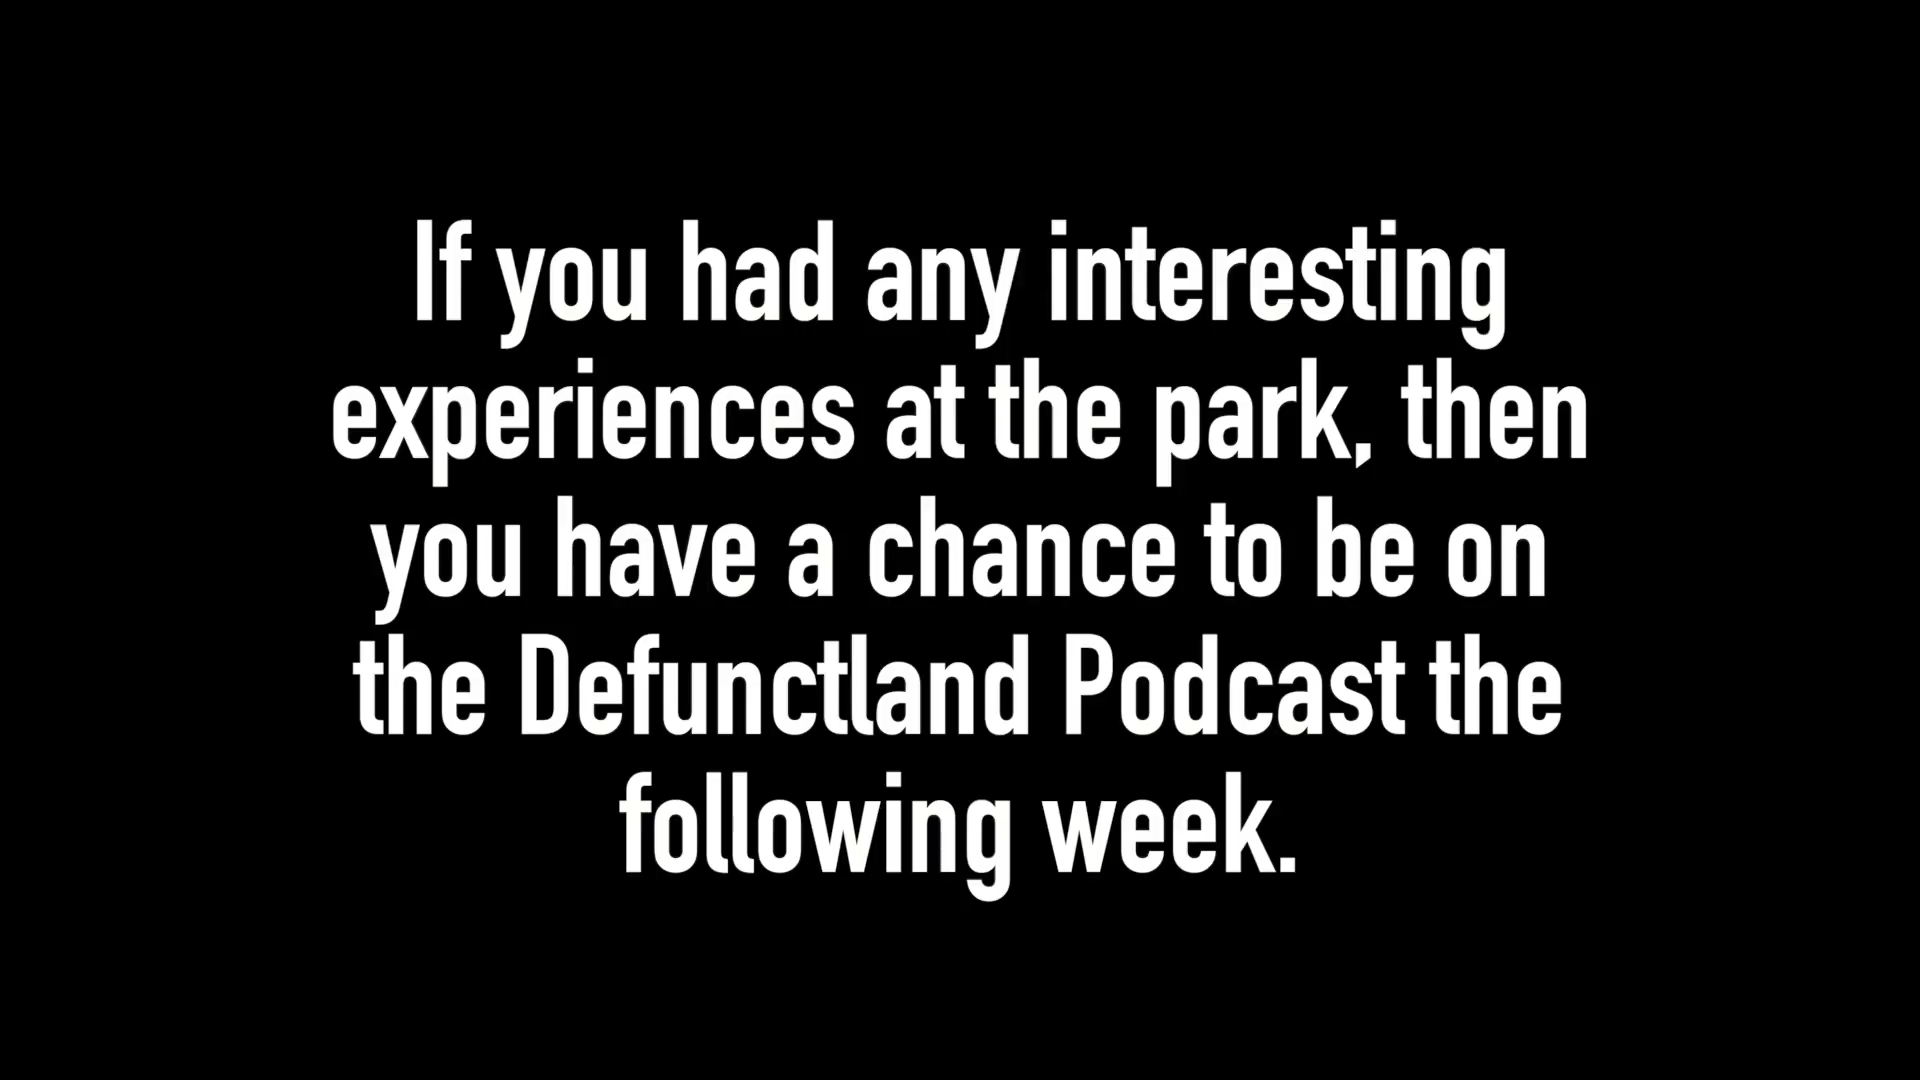 If you had any interesting
experiences at the park, then
you have a chance to be on
the Defunctland Podcast the
following week.